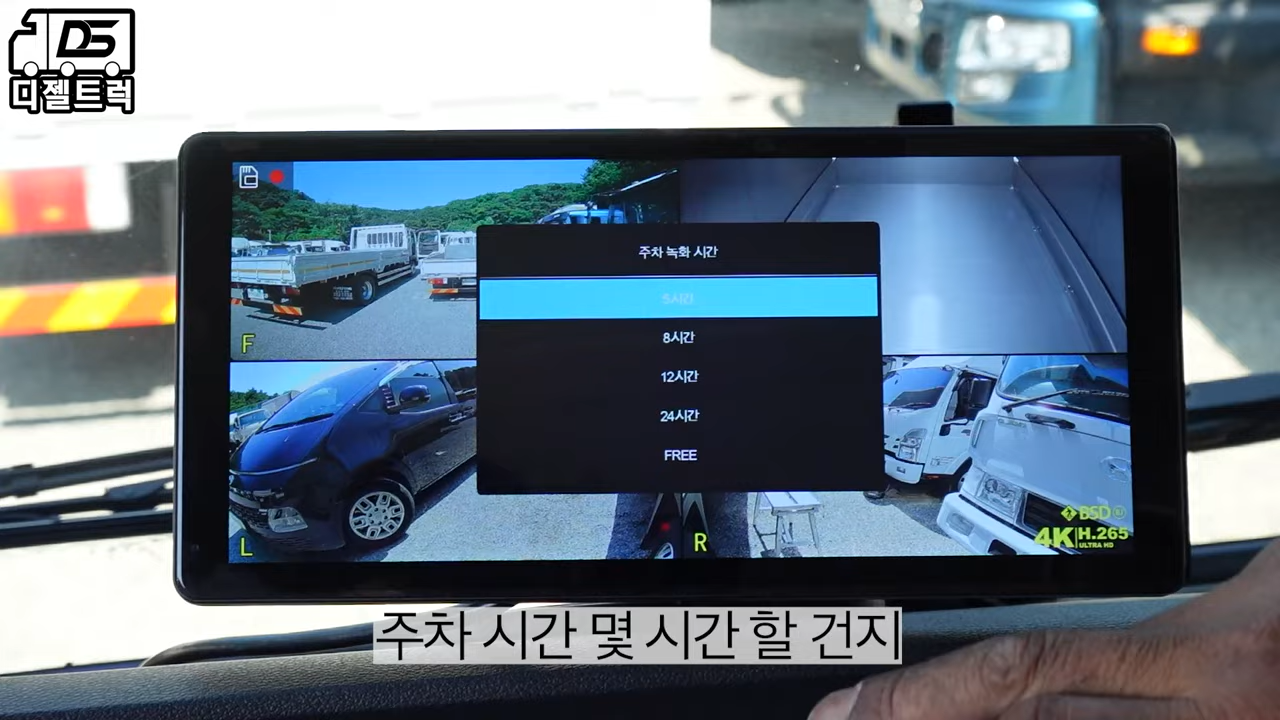 DS
디젤트럭
주차 녹화 시간
5시간
8시간
12시간
24시간
FREE
F
L
R
BSD
4K H.265
ULTRA HD
주차 시간 몇 시간 할 건지